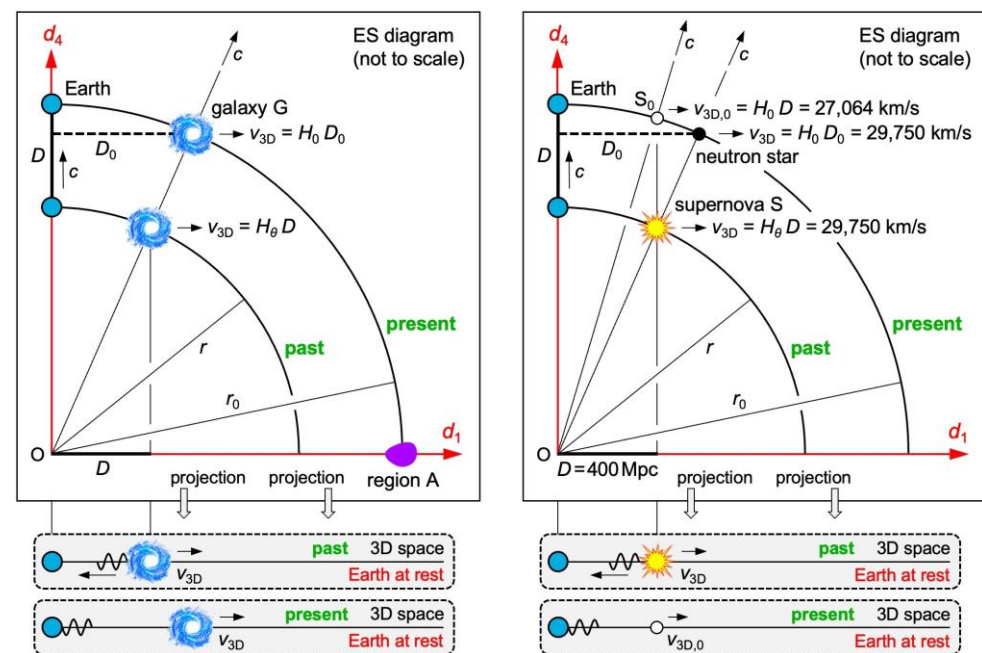 d₄
ES diagram
(not to scale)
c
Earth
galaxy G
v₃D = H₀ D₀
D₀
D
c
v₃D = Hθ D
present
past
r
r₀
O
D
d₁
region A
projection
projection
past 3D space
v₃D
Earth at rest
present 3D space
v₃D
Earth at rest
d₄
ES diagram
(not to scale)
c
c
Earth
S₀
v₃D,₀ = H₀ D = 27,064 km/s
v₃D = H₀ D₀ = 29,750 km/s
D₀
neutron star
D
c
supernova S
v₃D = Hθ D = 29,750 km/s
present
past
r
r₀
O
D = 400 Mpc
d₁
projection
projection
past 3D space
v₃D
Earth at rest
present 3D space
v₃D,₀
Earth at rest